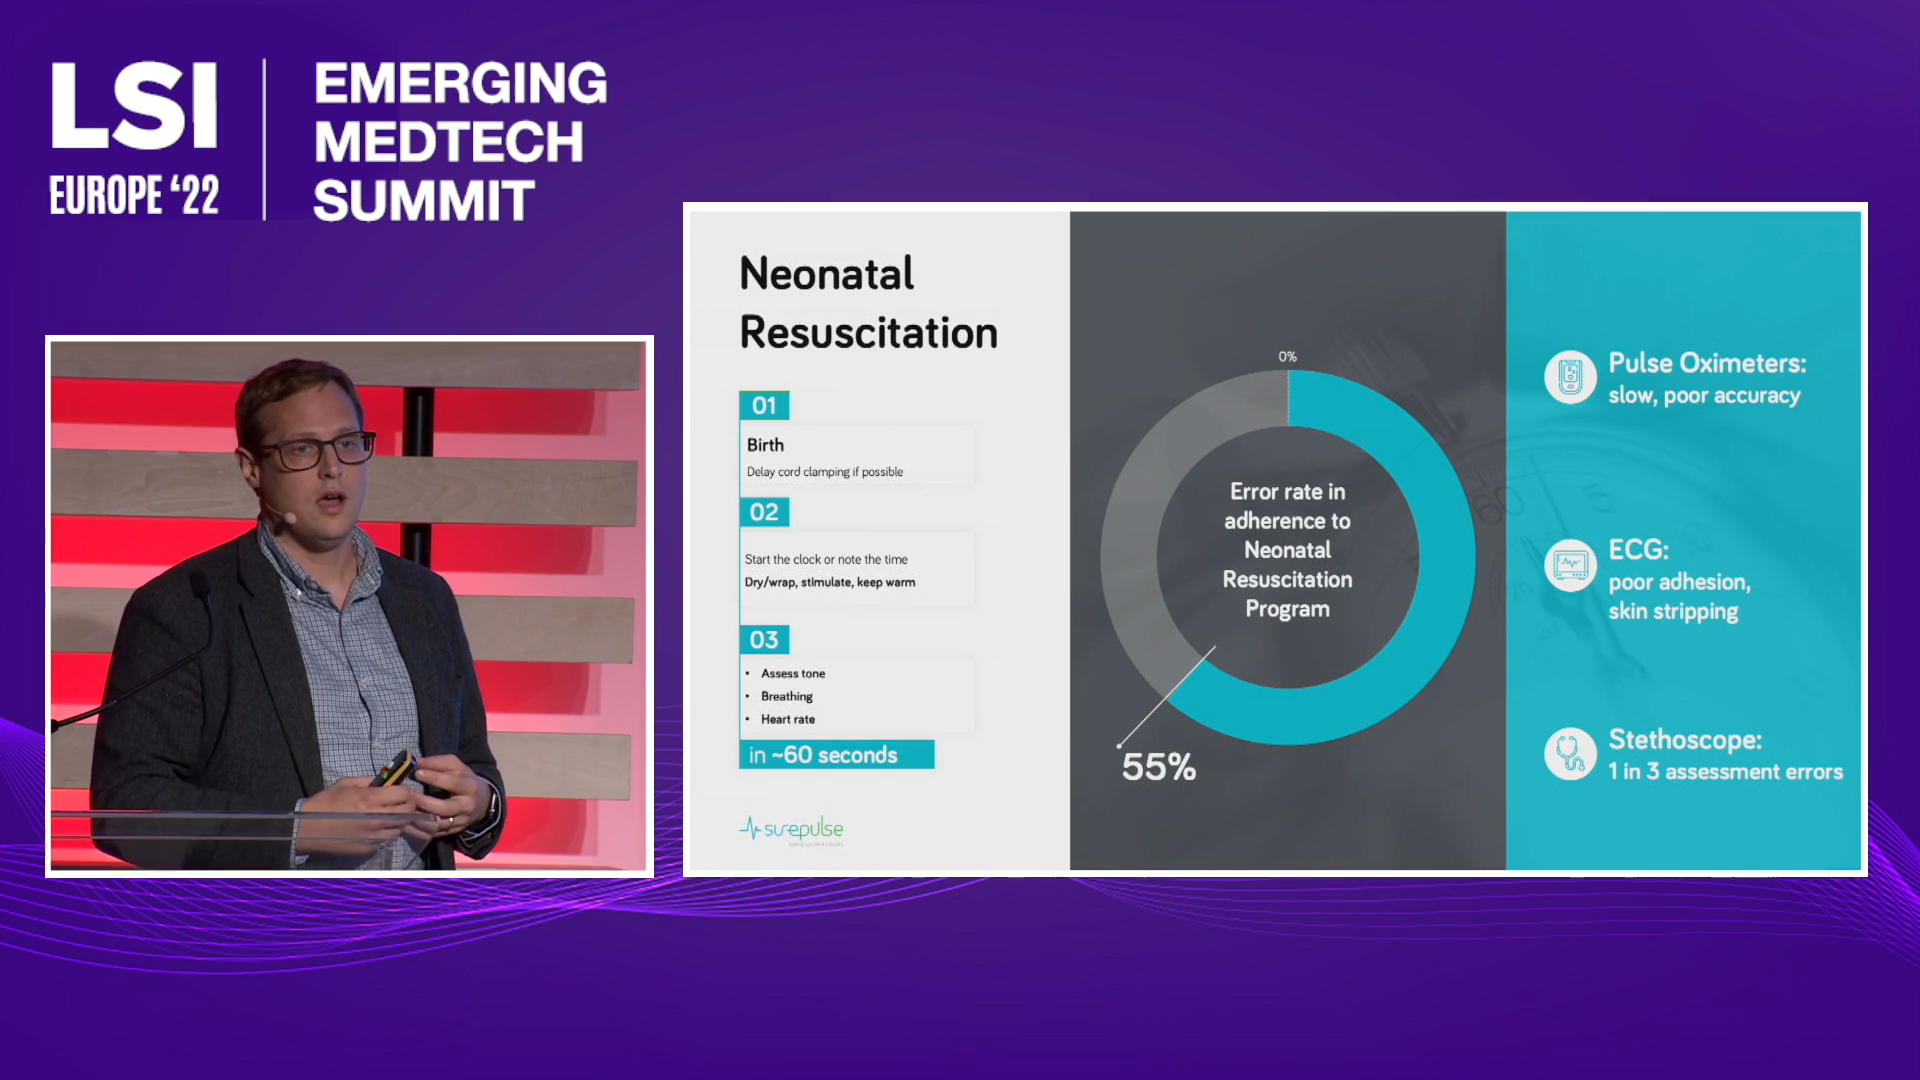 LSI
EUROPE ‘22
EMERGING
MEDTECH
SUMMIT
Neonatal
Resuscitation
01
Birth
Delay cord clamping if possible
02
Start the clock or note the time
Dry/wrap, stimulate, keep warm
03
• Assess tone
• Breathing
• Heart rate
in ~60 seconds
surepulse
0%
Error rate in
adherence to
Neonatal
Resuscitation
Program
55%
60
5
Pulse Oximeters:
slow, poor accuracy
ECG:
poor adhesion,
skin stripping
Stethoscope:
1 in 3 assessment errors